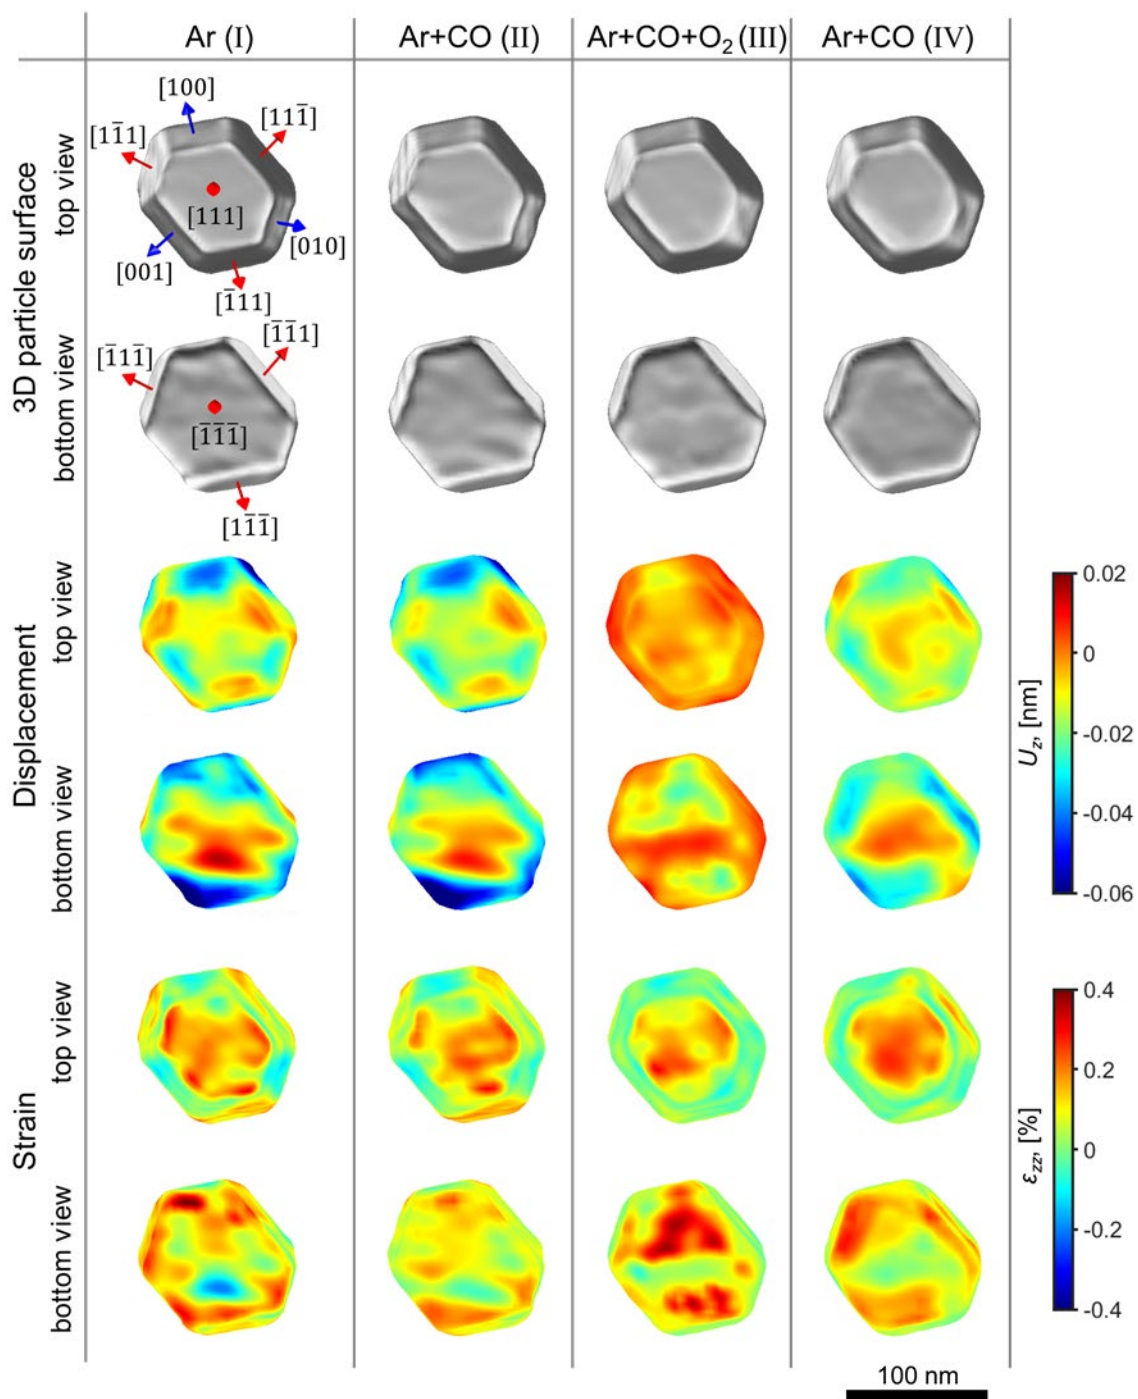 Ar (I) Ar+CO (II) Ar+CO+O₂ (III) Ar+CO (IV)
3D particle surface
top view
[100]
[11̅1]
[111̅]
[111]
[010]
[001]
[1̅11]
bottom view
[1̅11̅]
[1̅1̅1]
[1̅1̅1̅]
[11̅1̅]
Displacement
top view
bottom view
U_z, [nm]
0.02
0
-0.02
-0.04
-0.06
Strain
top view
bottom view
ε_zz, [%]
0.4
0.2
0
-0.2
-0.4
100 nm